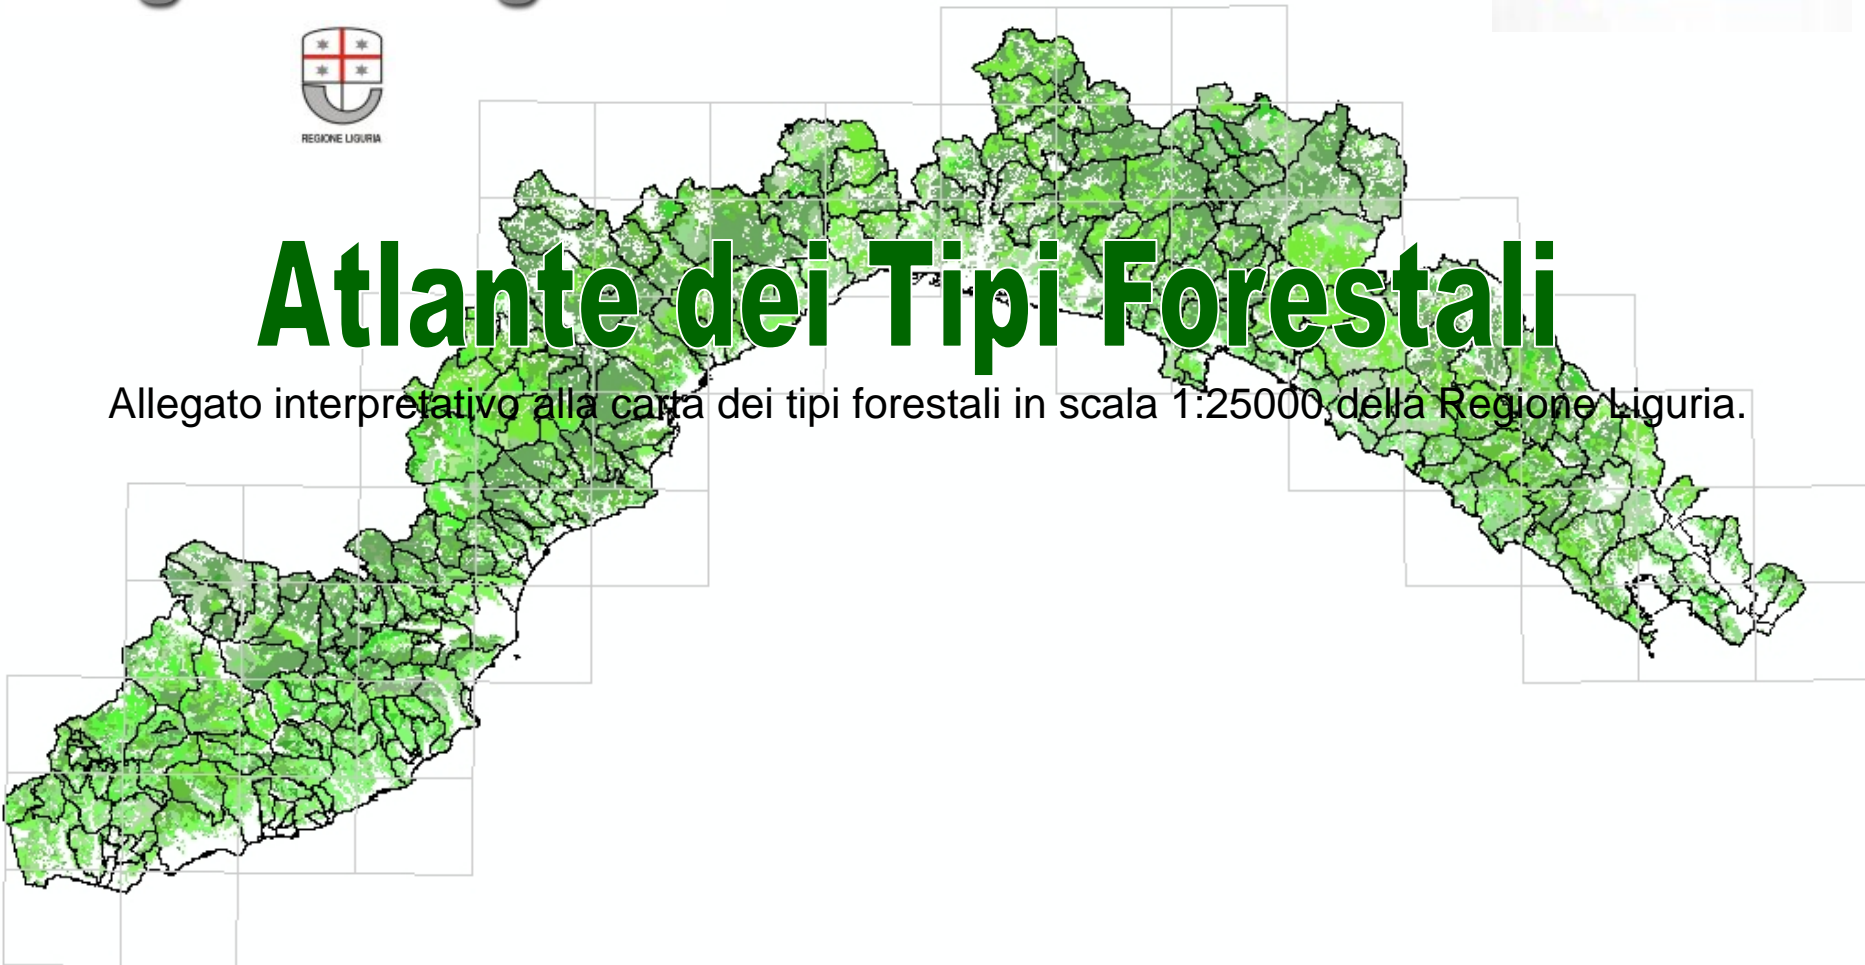 REGIONE LIGURIA
Atlante dei Tipi Forestali
Allegato interpretativo alla carta dei tipi forestali in scala 1:25000 della Regione Liguria.